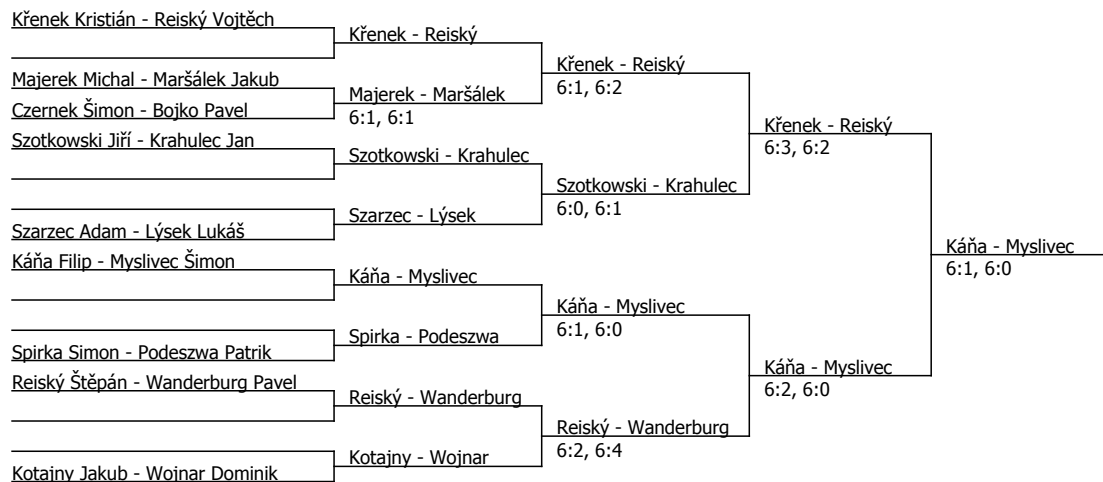 Křenek Kristián - Reiský Vojtěch
Majerek Michal - Maršálek Jakub
Czernek Šimon - Bojko Pavel
Szotkowski Jiří - Krahulec Jan
Szarzec Adam - Lýsek Lukáš
Káňa Filip - Myslivec Šimon
Spirka Simon - Podeszwa Patrik
Reiský Štěpán - Wanderburg Pavel
Kotajny Jakub - Wojnar Dominik
Křenek - Reiský
Majerek - Maršálek
6:1, 6:1
Szotkowski - Krahulec
Szarzec - Lýsek
Káňa - Myslivec
Spirka - Podeszwa
Reiský - Wanderburg
Kotajny - Wojnar
Křenek - Reiský
6:1, 6:2
Szotkowski - Krahulec
6:0, 6:1
Káňa - Myslivec
6:1, 6:0
Reiský - Wanderburg
6:2, 6:4
Křenek - Reiský
6:3, 6:2
Káňa - Myslivec
6:2, 6:0
Káňa - Myslivec
6:1, 6:0